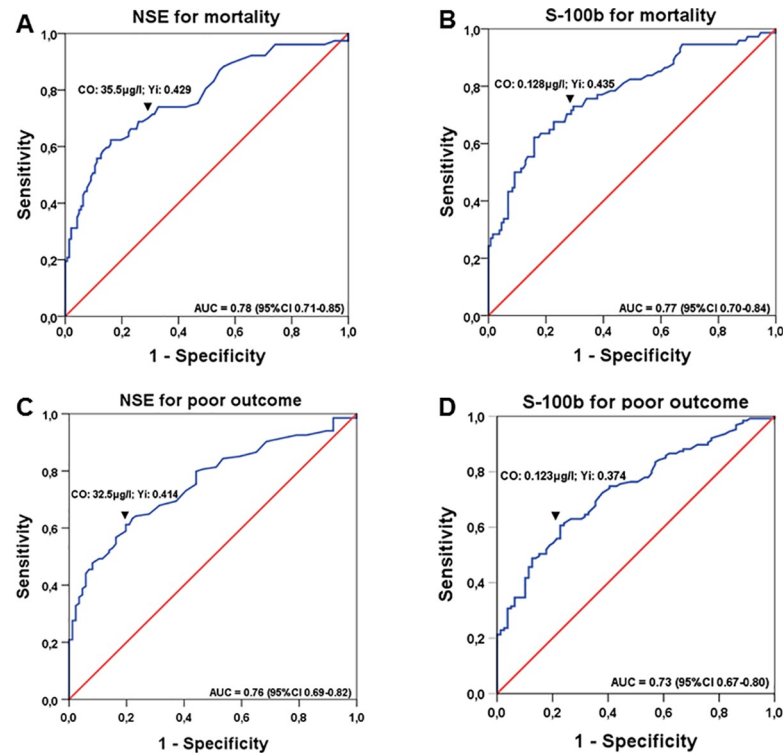 A
NSE for mortality
1,0
0,8
0,6
0,4
0,2
0,0
CO: 35.5µg/l; Yi: 0.429
AUC = 0.78 (95%CI 0.71-0.85)
0,0 0,2 0,4 0,6 0,8 1,0
Sensitivity
1 - Specificity
B
S-100b for mortality
1,0
0,8
0,6
0,4
0,2
0,0
CO: 0.128µg/l; Yi: 0.435
AUC = 0.77 (95%CI 0.70-0.84)
0,0 0,2 0,4 0,6 0,8 1,0
Sensitivity
1 - Specificity
C
NSE for poor outcome
1,0
0,8
0,6
0,4
0,2
0,0
CO: 32.5µg/l; Yi: 0.414
AUC = 0.76 (95%CI 0.69-0.82)
0,0 0,2 0,4 0,6 0,8 1,0
Sensitivity
1 - Specificity
D
S-100b for poor outcome
1,0
0,8
0,6
0,4
0,2
0,0
CO: 0.123µg/l; Yi: 0.374
AUC = 0.73 (95%CI 0.67-0.80)
0,0 0,2 0,4 0,6 0,8 1,0
Sensitivity
1 - Specificity